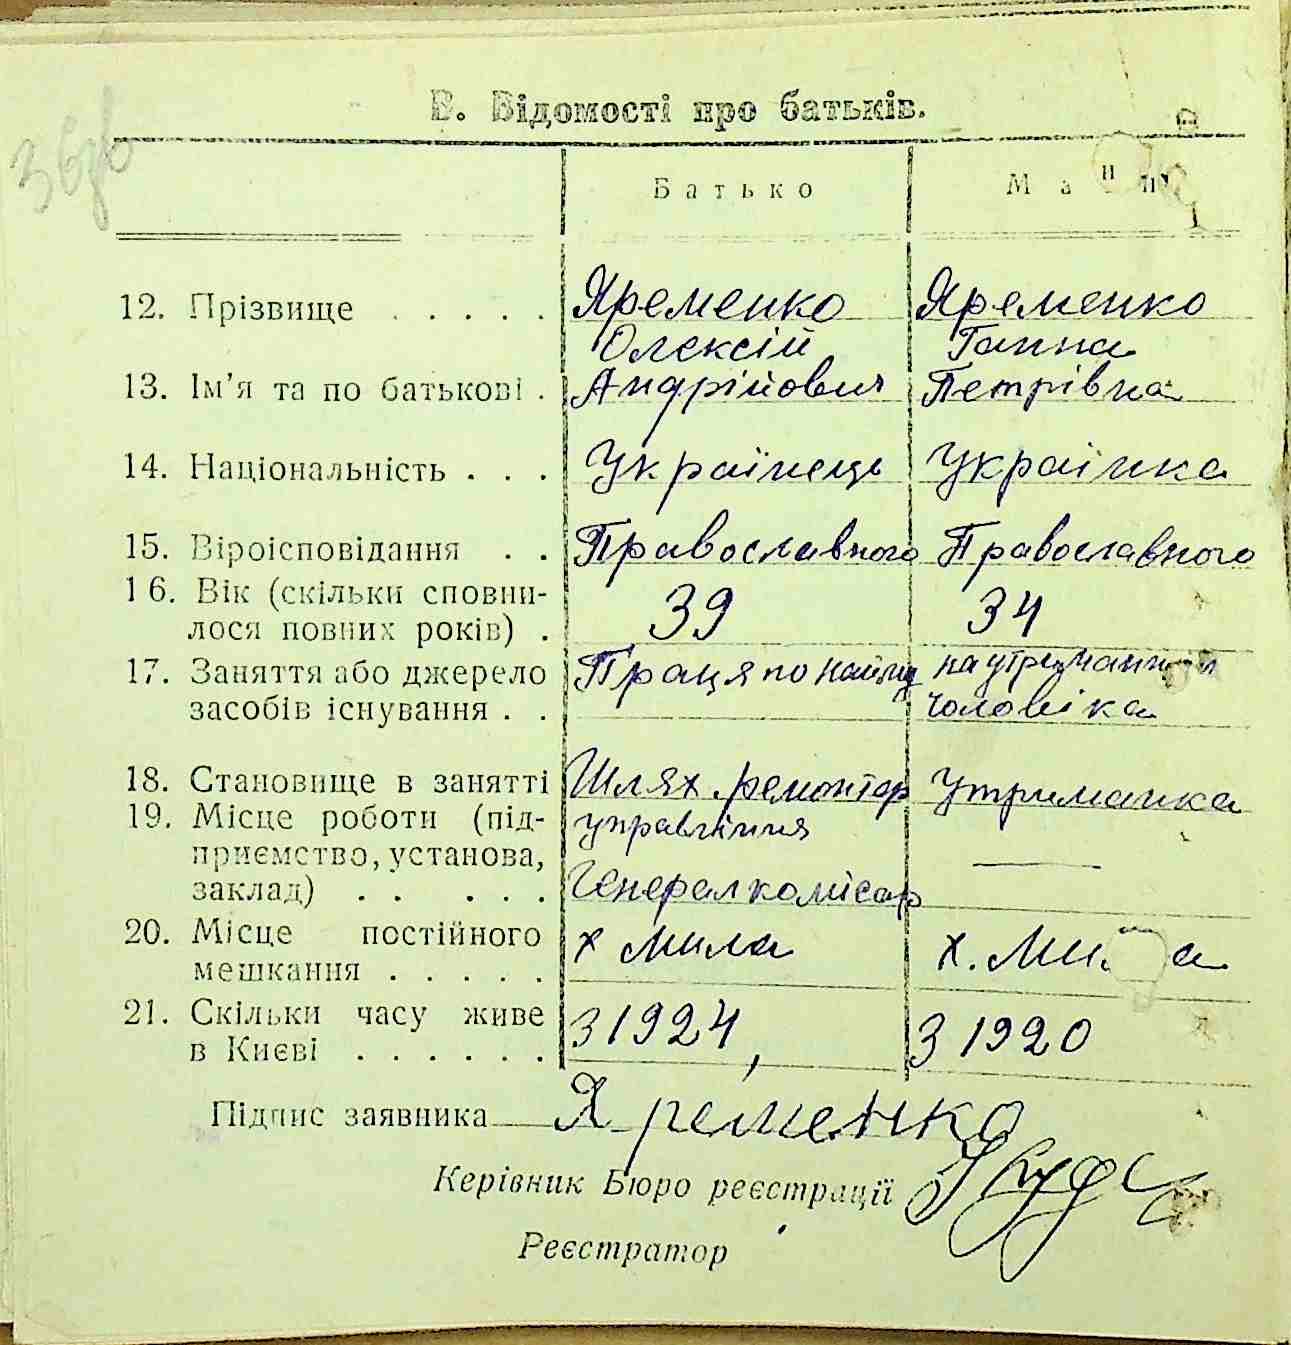 36зв
В. Відомості про батьків.
Батько Мати
12. Прізвище . . . . . Яременко Яременко
Олексій Ганна
13. Ім'я та по батькові . Андрійович Петрівна
14. Національність . . . Українець Українка
15. Віроісповідання . . Православного Православного
16. Вік (скільки сповни-
лося повних років) . 39 34
17. Заняття або джерело Праця по найму на утриманні
засобів існування . . чоловіка
18. Становище в занятті Шлях. ремонтер Утриманка
19. Місце роботи (під- управління
приємство, установа, —
заклад) . . . . . Генералкомісар
20. Місце постійного х Мила х. Мила
мешкання . . . . .
21. Скільки часу живе з 1924, З 1920
в Києві . . . . . .
Підпис заявника Яременко
Керівник Бюро реєстрації
Реєстратор